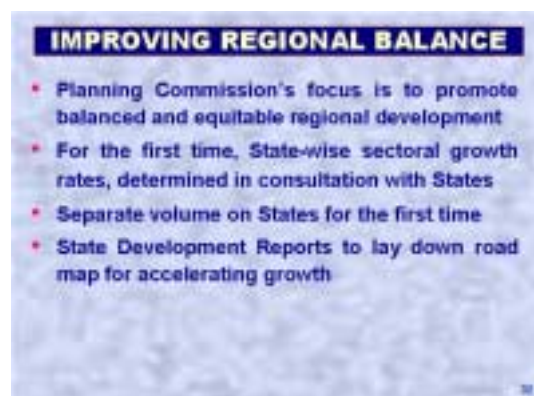 IMPROVING REGIONAL BALANCE
Planning Commission's focus is to promote
balanced and equitable regional development
For the first time, State-wise sectoral growth
rates, determined in consultation with States
Separate volume on States for the first time
State Development Reports to lay down road
map for accelerating growth